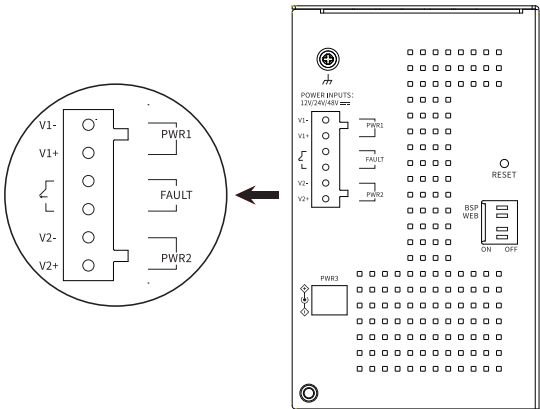 V1-
V1+
V2-
V2+
PWR1
FAULT
PWR2
POWER INPUTS:
12V/24V/48V
V1-
V1+
V2-
V2+
PWR1
FAULT
PWR2
RESET
BSP
WEB
ON OFF
PWR3